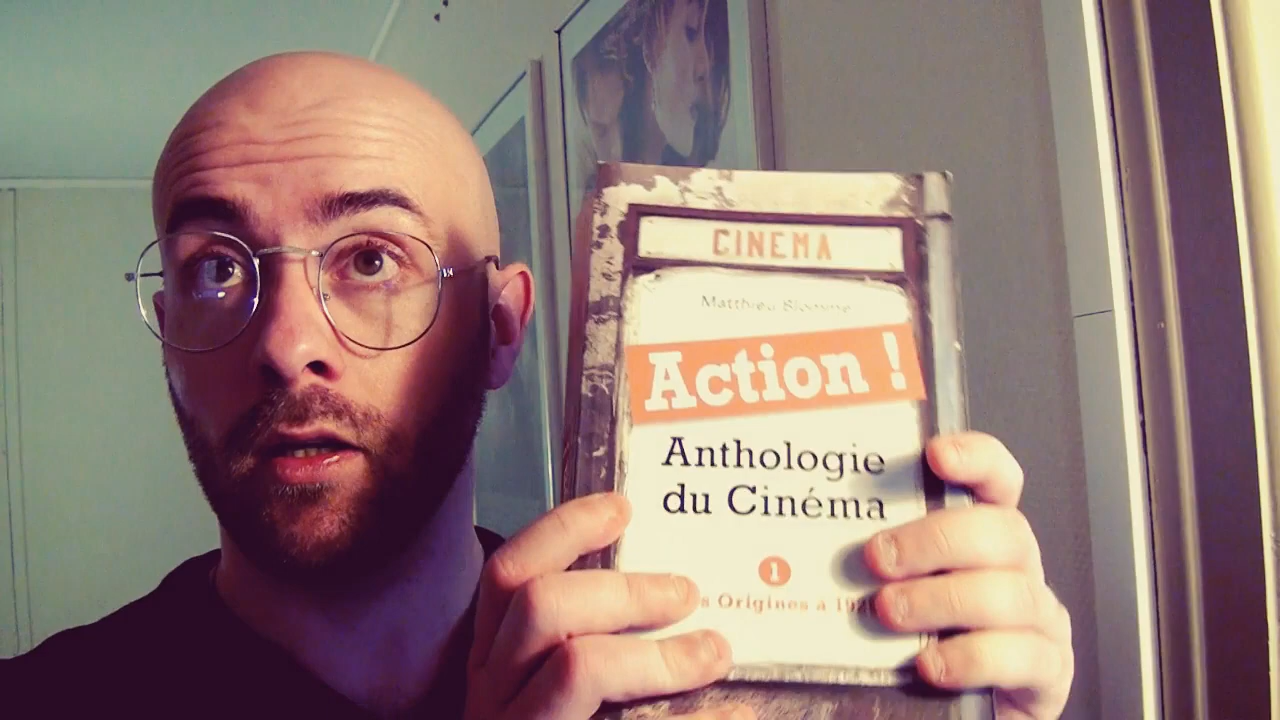 CINEMA
Matthieu
Action !
Anthologie
du Cinéma
1
Origines à